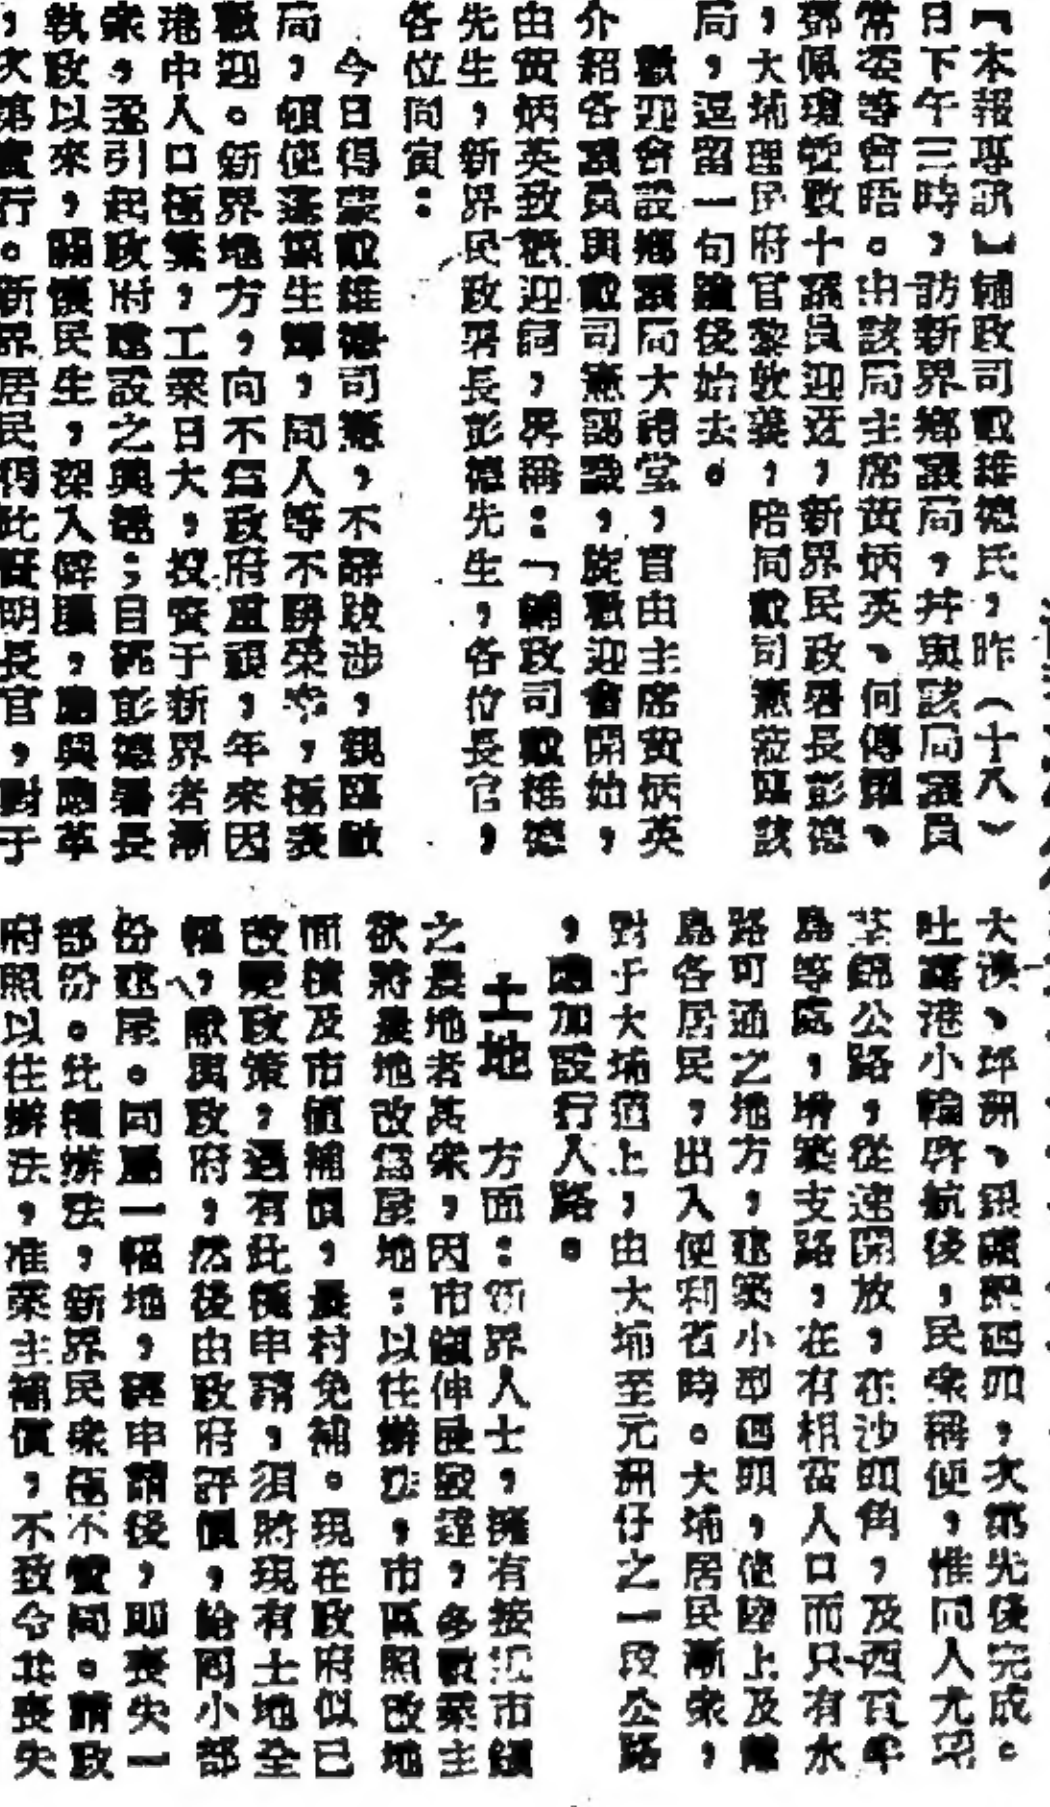 【本報專訊】輔政司戴維德氏，昨（十八）
日下午三時，訪新界鄉議局，幷與該局議員
常委等會晤。由該局主席黃炳英、何傳耀、
鄧佩瓊暨數十議員迎迓，新界民政署長彭德
，大埔理民府官黎敦義，陪同戴司憲蒞臨該
局，逗留一句鐘後始去。
歡迎會設鄉議局大禮堂，首由主席黃炳英
介紹各議員與戴司憲認識，旋歡迎會開始，
由黃炳英致歡迎詞，畧稱：「輔政司戴維德
先生，新界民政署長彭德先生，各位長官，
各位同寅：
今日得蒙戴維德司憲，不辭跋涉，親臨敝
局，頓使蓬蓽生輝，同人等不勝榮幸，極表
歡迎。新界地方，向不爲政府重視，年來因
港中人口極繁，工業日大，投資于新界者漸
衆，盈引起政府建設之興趣；自彭德署長
執政以來，關懷民生，深入僻壤，應興應革
，次第實行。新界居民得此賢明長官，對于
大澳、坪洲、銀礦灣碼頭，次第先後完成。
吐露港小輪啓航後，民衆稱便，惟同人尤望
荃錦公路，從速開放，在沙頭角，及西貢半
島等處，增築支路，在有相當人口而只有水
路可通之地方，建築小型碼頭，使陸上及離
島各居民，出入便利省時。大埔居民漸衆，
對于大埔道上，由大埔至元洲仔之一段公路
，應加設行人路。
土地　方面：新界人士，擁有接近市鎮
之農地者甚衆，因市鎮伸展發達，多數業主
欲將農地改爲屋地：以往辦法，市區照改地
面積及市値補價，農村免補。現在政府似已
改變政策，遇有此種申請，須將現有土地全
幅，獻與政府，然後由政府評價，給回小部
份建屋。同屬一幅地，經申請後，即喪失一
部份。此種辦法，新界民衆極不贊同。請政
府照以往辦法，准業主補價，不致令其喪失